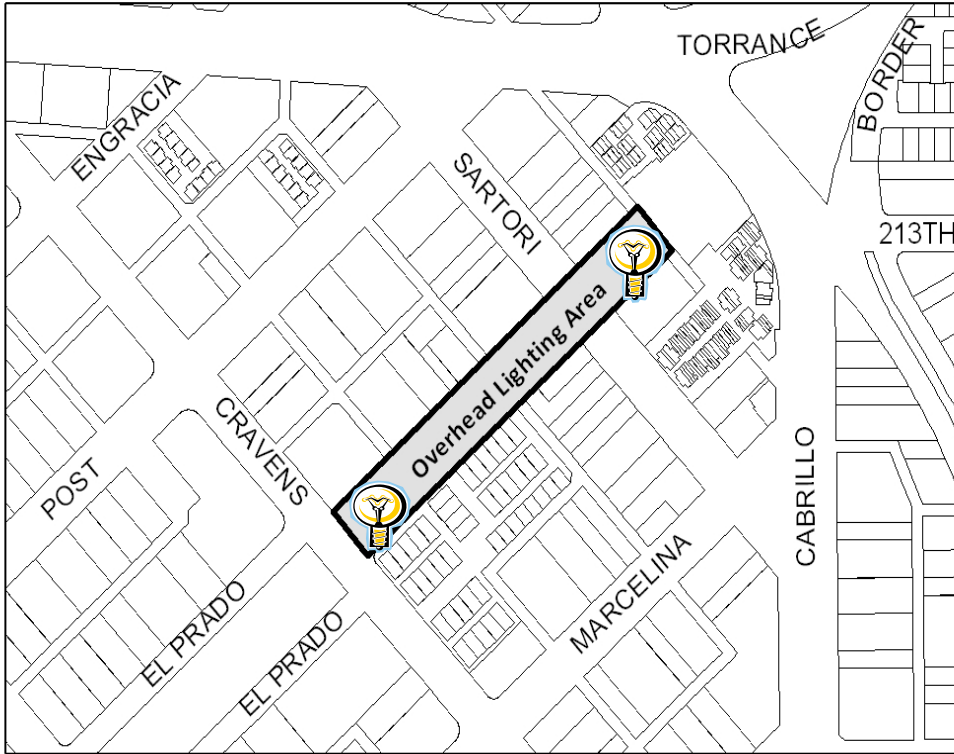 TORRANCE
BORDER
ENGRACIA
SARTORI
213TH
Overhead Lighting Area
CRAVENS
POST
CABRILLO
MARCELINA
EL PRADO
EL PRADO